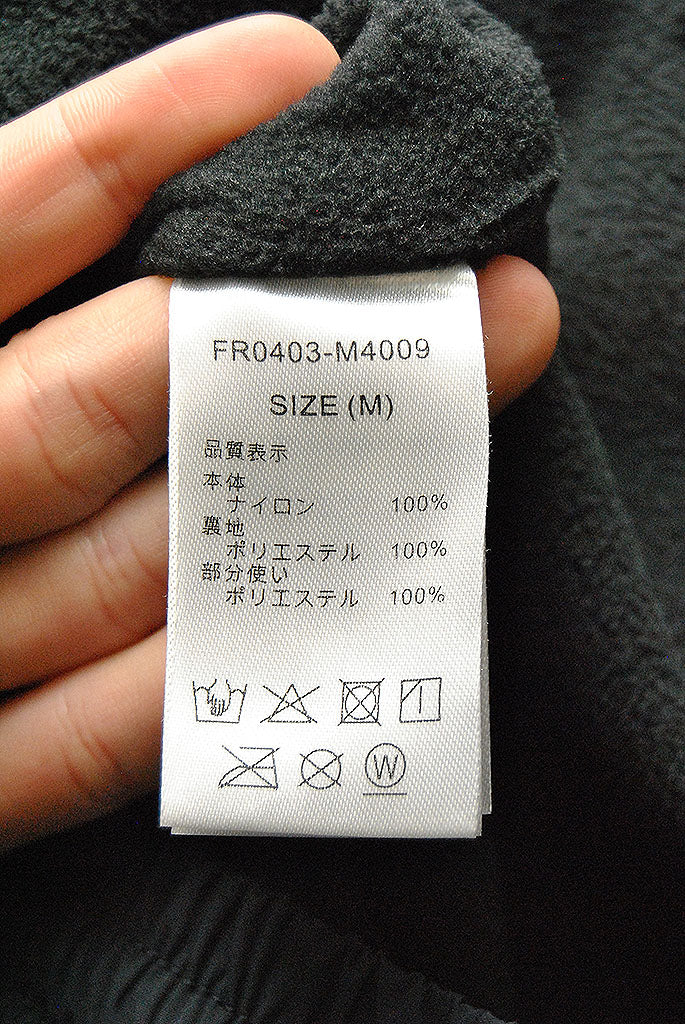 FR0403-M4009
SIZE (M)
品質表示
本体
ナイロン 100%
裏地
ポリエステル 100%
部分使い
ポリエステル 100%
W